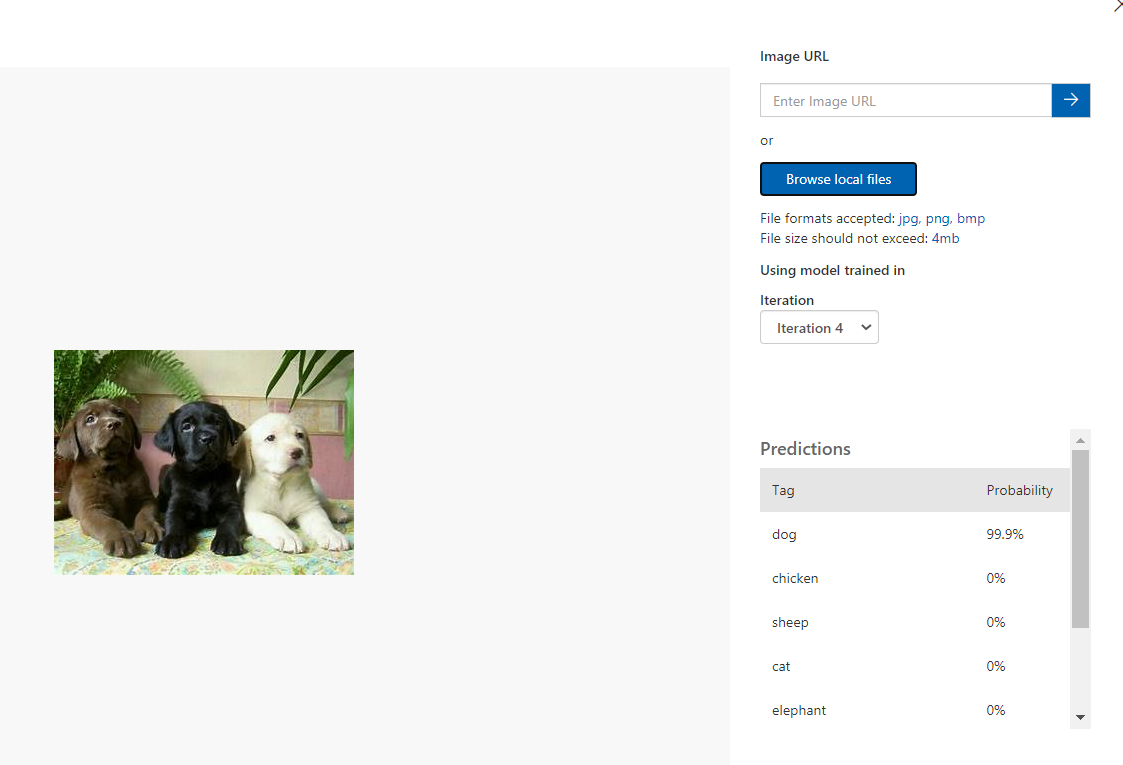 Image URL
Enter Image URL
or
Browse local files
File formats accepted: jpg, png, bmp
File size should not exceed: 4mb
Using model trained in
Iteration
Iteration 4
Predictions
Tag Probability
dog 99.9%
chicken 0%
sheep 0%
cat 0%
elephant 0%